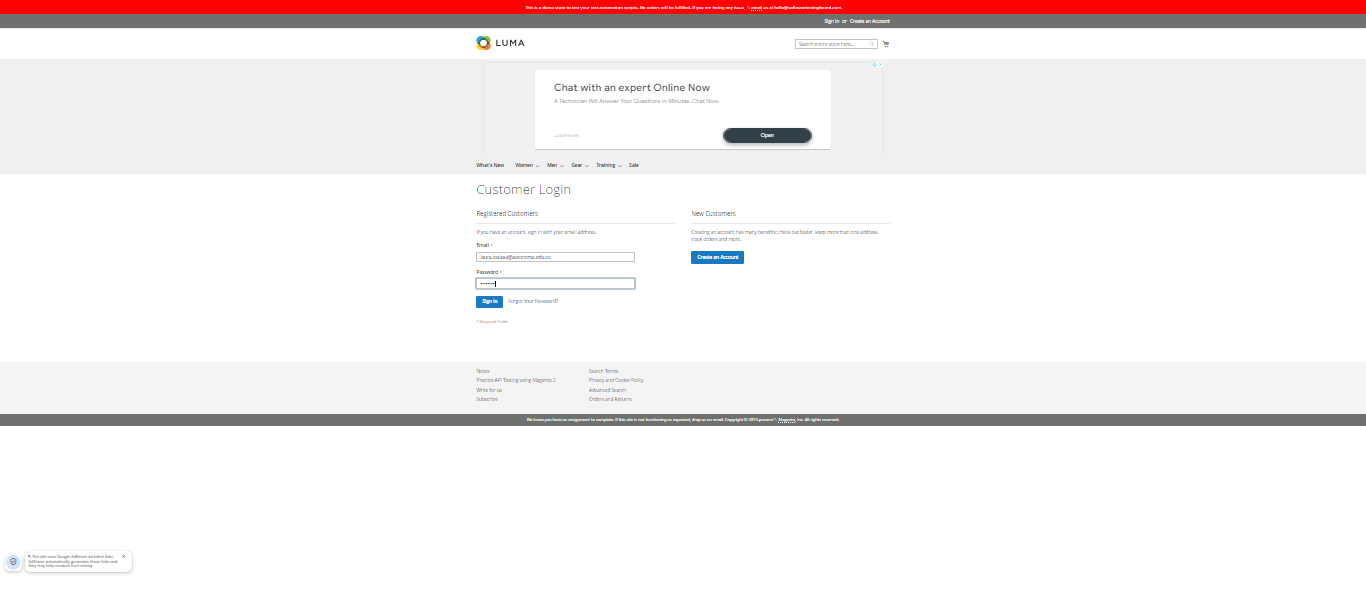 This is a demo store to test your test automation scripts. No orders will be fulfilled. If you are facing any issue, email us at hello@softwaretestingboard.com.
Sign In or Create an Account
LUMA
Search entire store here...
Chat with an expert Online Now
A Technician Will Answer Your Questions in Minutes. Chat Now.
JustAnswer
Open
What's New Women Men Gear Training Sale
Customer Login
Registered Customers
If you have an account, sign in with your email address.
Email *
Password *
Sign In Forgot Your Password?
* Required Fields
New Customers
Creating an account has many benefits: check out faster, keep more than one address,
track orders and more.
Create an Account
Notes
Practice API Testing using Magento 2
Write for us
Subscribe
Search Terms
Privacy and Cookie Policy
Advanced Search
Orders and Returns
We know you have an assignment to complete. If this site is not functioning as expected, drop us an email. Copyright © 2013-present Magento, Inc. All rights reserved.
This site uses Google AdSense ad intent links.
AdSense automatically generates these links and
they may help creators earn money.